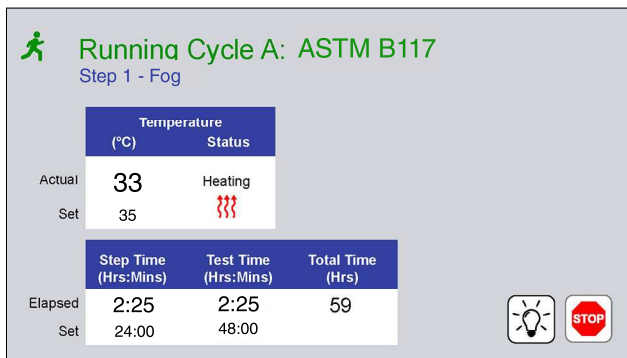 Running Cycle A: ASTM B117
Step 1 - Fog
Temperature
(°C) Status
Actual 33 Heating
Set 35
Step Time Test Time Total Time
(Hrs:Mins) (Hrs:Mins) (Hrs)
Elapsed 2:25 2:25 59
Set 24:00 48:00
STOP